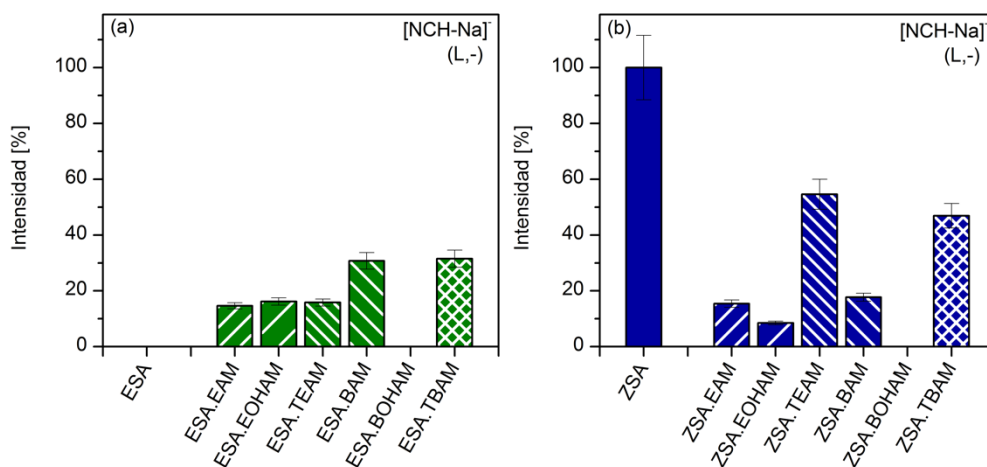 (a)
[NCH-Na]⁻
(L,-)
Intensidad [%]
100
80
60
40
20
0
ESA
ESA.EAM
ESA.EOHAM
ESA.TEAM
ESA.BAM
ESA.BOHAM
ESA.TBAM
(b)
[NCH-Na]⁻
(L,-)
Intensidad [%]
100
80
60
40
20
0
ZSA
ZSA.EAM
ZSA.EOHAM
ZSA.TEAM
ZSA.BAM
ZSA.BOHAM
ZSA.TBAM